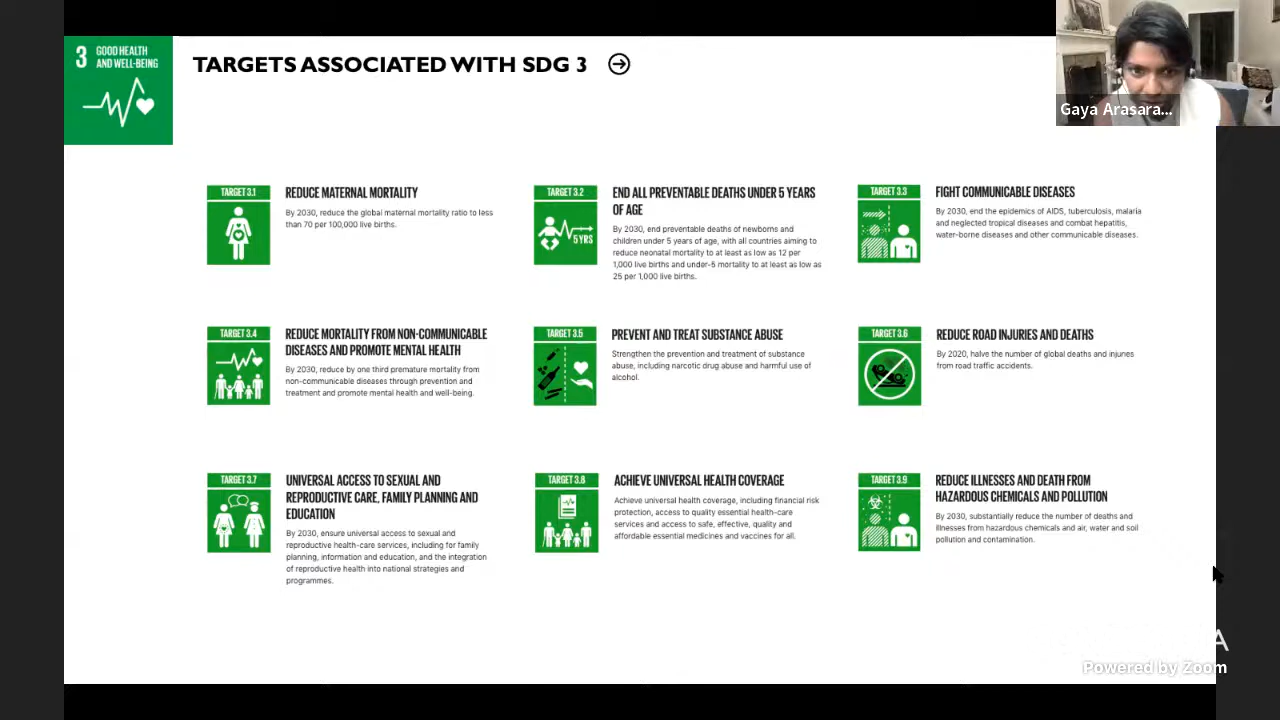 3 GOOD HEALTH
AND WELL-BEING
TARGETS ASSOCIATED WITH SDG 3
Gaya Arasara...
TARGET 3.1
REDUCE MATERNAL MORTALITY
By 2030, reduce the global maternal mortality ratio to less
than 70 per 100,000 live births.
TARGET 3.2
5 YRS
END ALL PREVENTABLE DEATHS UNDER 5 YEARS
OF AGE
By 2030, end preventable deaths of newborns and
children under 5 years of age, with all countries aiming to
reduce neonatal mortality to at least as low as 12 per
1,000 live births and under-5 mortality to at least as low as
25 per 1,000 live births.
TARGET 3.3
FIGHT COMMUNICABLE DISEASES
By 2030, end the epidemics of AIDS, tuberculosis, malaria
and neglected tropical diseases and combat hepatitis,
water-borne diseases and other communicable diseases.
TARGET 3.4
REDUCE MORTALITY FROM NON-COMMUNICABLE
DISEASES AND PROMOTE MENTAL HEALTH
By 2030, reduce by one third premature mortality from
non-communicable diseases through prevention and
treatment and promote mental health and well-being.
TARGET 3.5
PREVENT AND TREAT SUBSTANCE ABUSE
Strengthen the prevention and treatment of substance
abuse, including narcotic drug abuse and harmful use of
alcohol.
TARGET 3.6
REDUCE ROAD INJURIES AND DEATHS
By 2020, halve the number of global deaths and injuries
from road traffic accidents.
TARGET 3.7
UNIVERSAL ACCESS TO SEXUAL AND
REPRODUCTIVE CARE, FAMILY PLANNING AND
EDUCATION
By 2030, ensure universal access to sexual and
reproductive health-care services, including for family
planning, information and education, and the integration
of reproductive health into national strategies and
programmes.
TARGET 3.8
ACHIEVE UNIVERSAL HEALTH COVERAGE
Achieve universal health coverage, including financial risk
protection, access to quality essential health-care
services and access to safe, effective, quality and
affordable essential medicines and vaccines for all.
TARGET 3.9
REDUCE ILLNESSES AND DEATH FROM
HAZARDOUS CHEMICALS AND POLLUTION
By 2030, substantially reduce the number of deaths and
illnesses from hazardous chemicals and air, water and soil
pollution and contamination.
A
Powered by Zoom